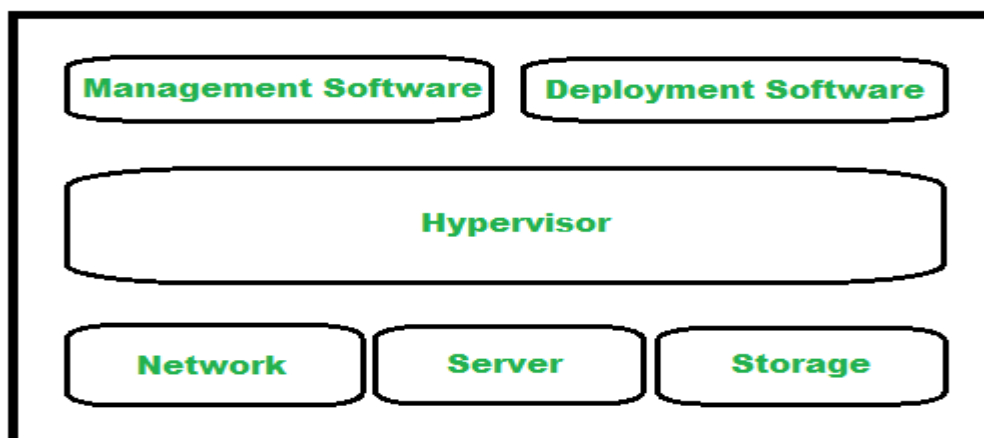 Management Software
Deployment Software
Hypervisor
Network
Server
Storage